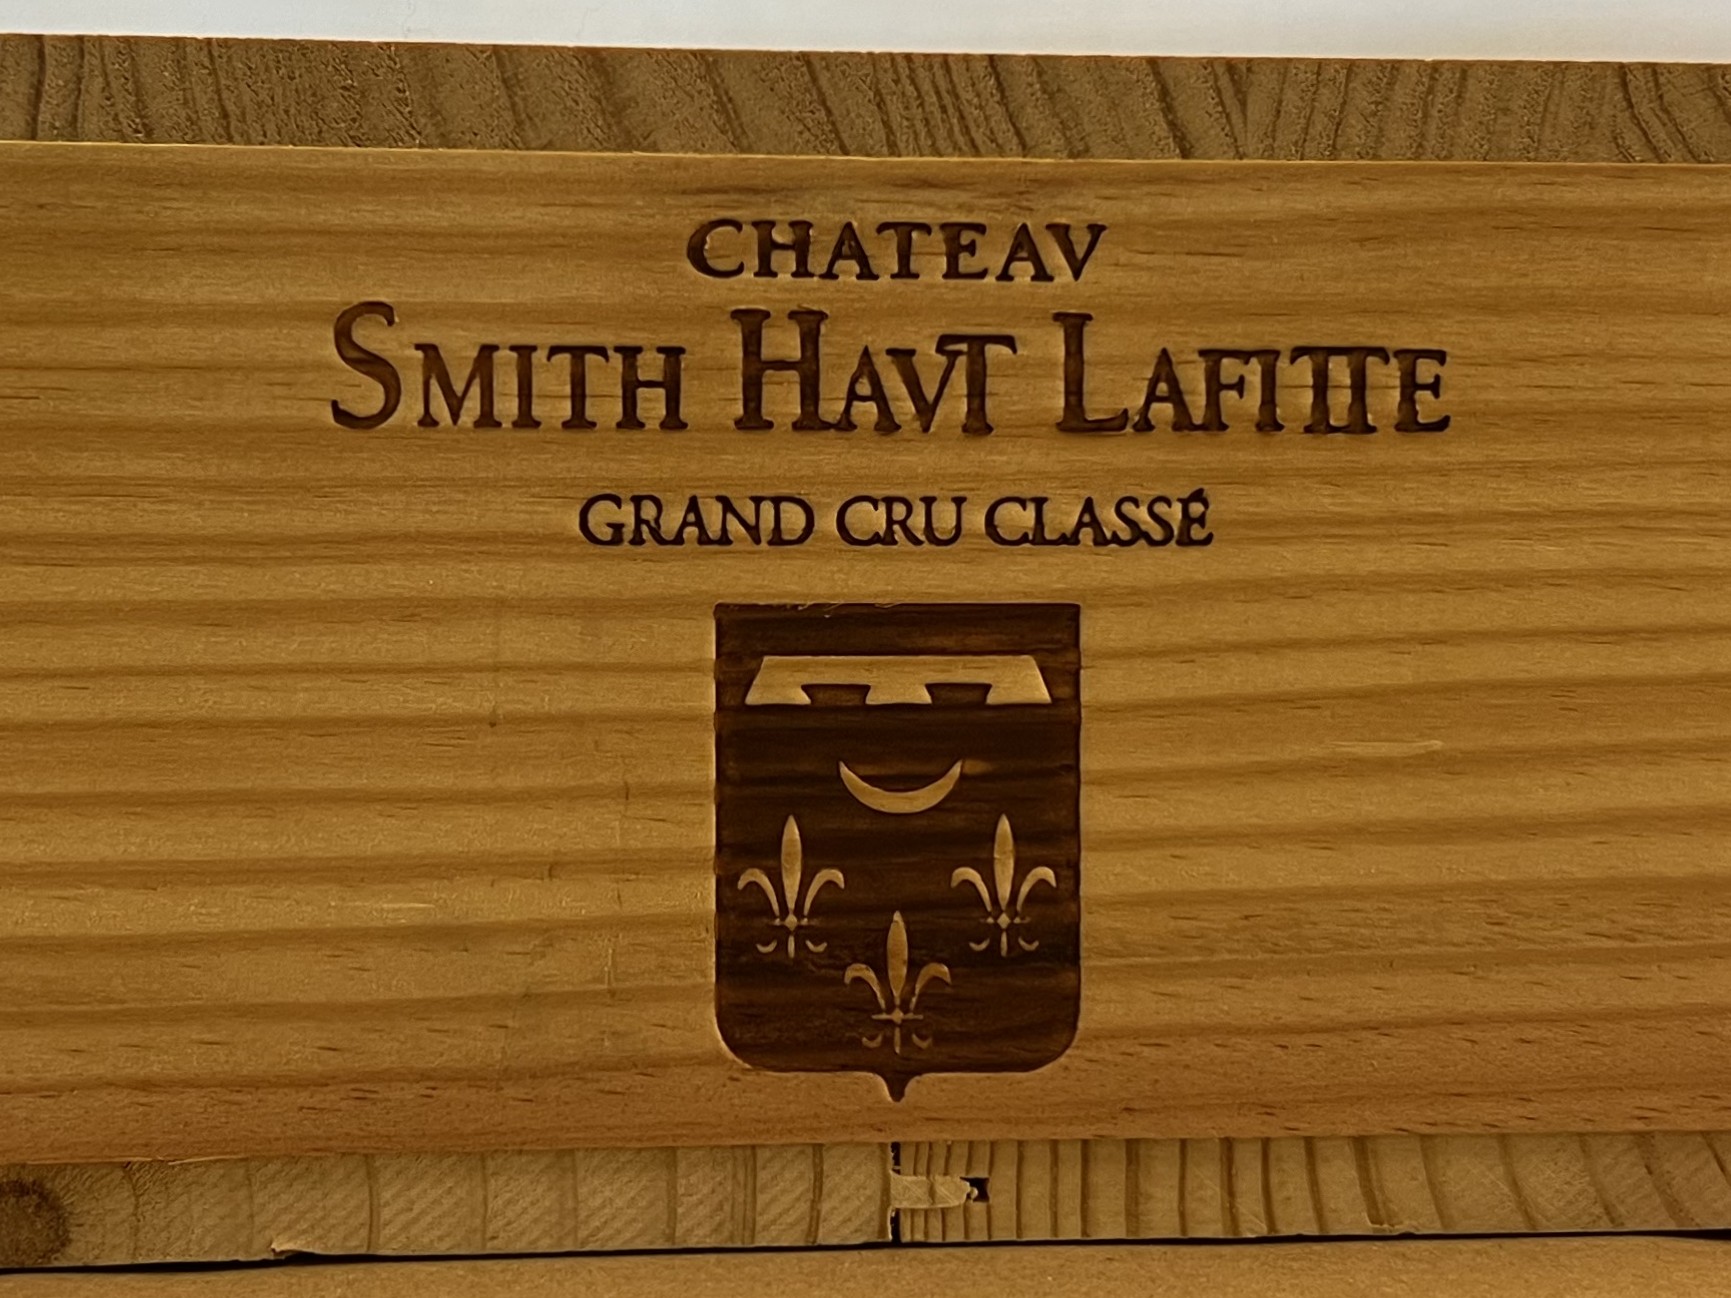 CHATEAV
SMITH HAVT LAFITTE
GRAND CRU CLASSÉ